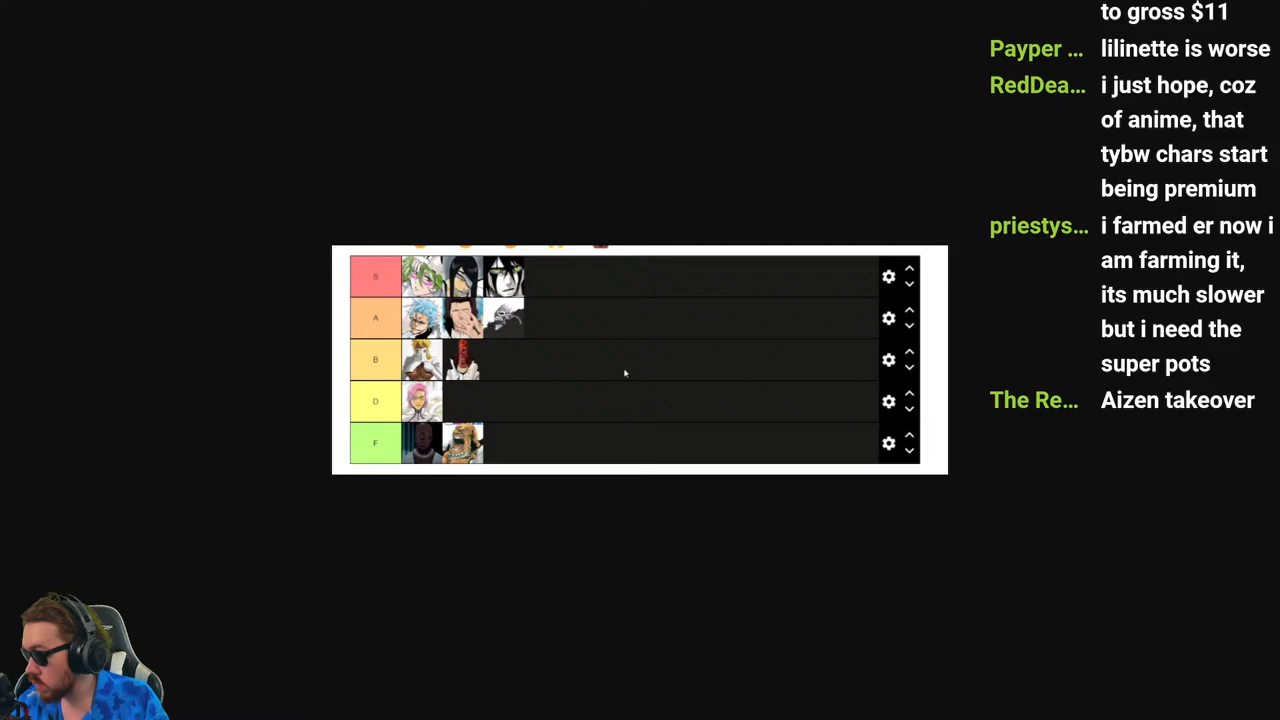 to gross $11
Payper … lilinette is worse
RedDea… i just hope, coz
of anime, that
tybw chars start
being premium
priestys… i farmed er now i
am farming it,
its much slower
but i need the
super pots
The Re… Aizen takeover
S
A
B
D
F